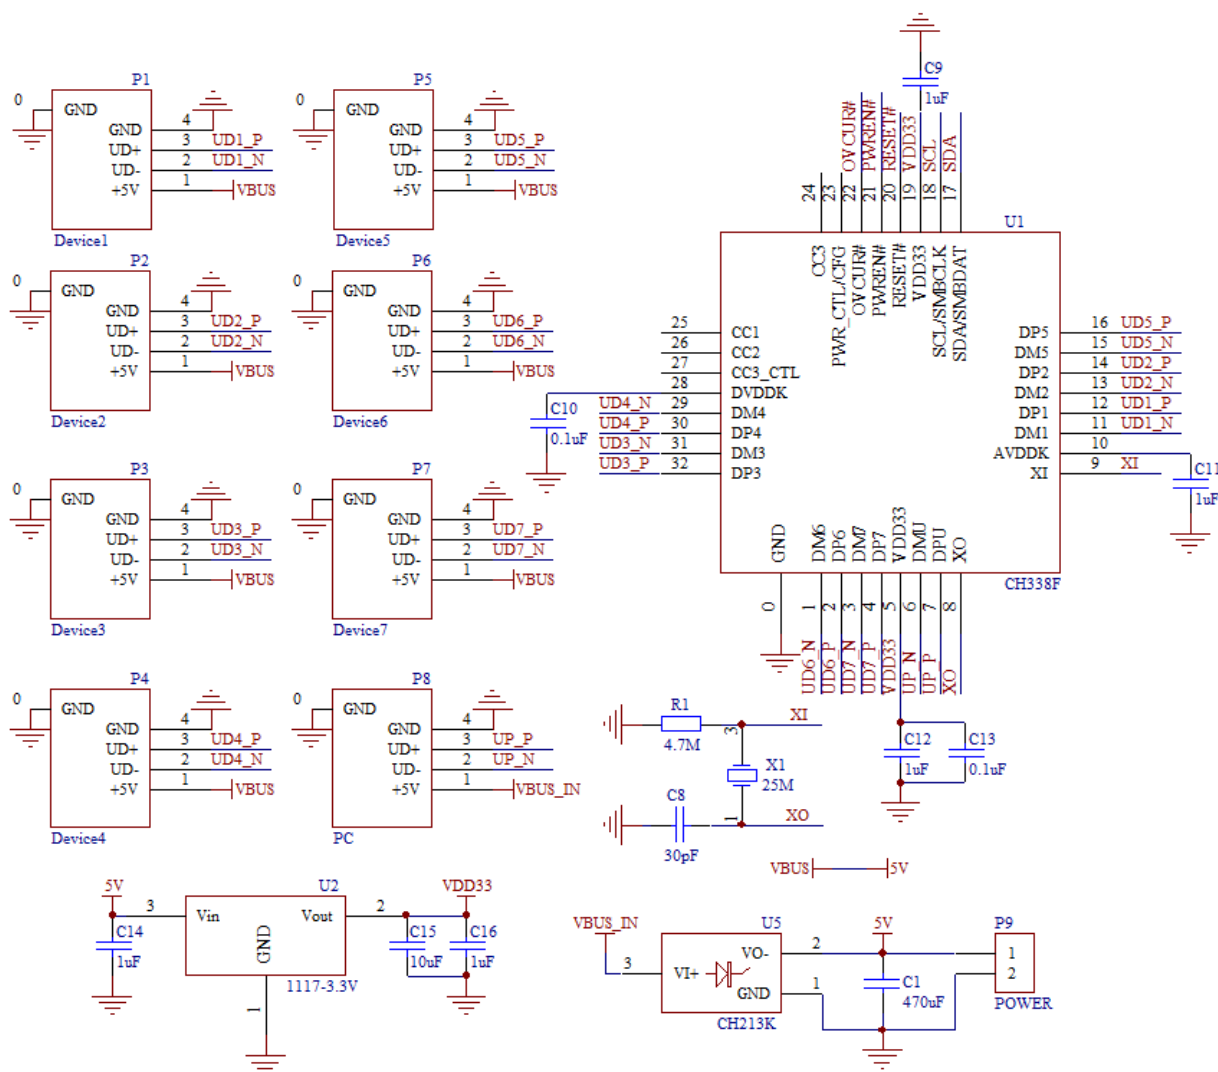 P1
0
GND
GND 4
UD+ 3 UD1_P
UD- 2 UD1_N
+5V 1 VBUS
Device1
P5
0
GND
GND 4
UD+ 3 UD5_P
UD- 2 UD5_N
+5V 1 VBUS
Device5
P2
0
GND
GND 4
UD+ 3 UD2_P
UD- 2 UD2_N
+5V 1 VBUS
Device2
P6
0
GND
GND 4
UD+ 3 UD6_P
UD- 2 UD6_N
+5V 1 VBUS
Device6
P3
0
GND
GND 4
UD+ 3 UD3_P
UD- 2 UD3_N
+5V 1 VBUS
Device3
P7
0
GND
GND 4
UD+ 3 UD7_P
UD- 2 UD7_N
+5V 1 VBUS
Device7
P4
0
GND
GND 4
UD+ 3 UD4_P
UD- 2 UD4_N
+5V 1 VBUS
Device4
P8
0
GND
GND 4
UD+ 3 UP_P
UD- 2 UP_N
+5V 1 VBUS_IN
PC
C9
1uF
U1
24 CC3
23 PWR_CTL/CFG
OVCUR# 22 OVCUR#
PWREN# 21 PWREN#
RESET# 20 RESET#
VDD33 19 VDD33
SCL 18 SCL/SMBCLK
SDA 17 SDA/SMBDAT
25 CC1
26 CC2
27 CC3_CTL
28 DVDDK
UD4_N 29 DM4
UD4_P 30 DP4
UD3_N 31 DM3
UD3_P 32 DP3
C10
0.1uF
DP5 16 UD5_P
DM5 15 UD5_N
DP2 14 UD2_P
DM2 13 UD2_N
DP1 12 UD1_P
DM1 11 UD1_N
AVDDK 10
XI 9 XI
C11
1uF
GND 0
DM6 1 UD6_N
DP6 2 UD6_P
DM7 3 UD7_N
DP7 4 UD7_P
VDD33 5 VDD33
DMU 6 UP_N
DPU 7 UP_P
XO 8 XO
CH338F
R1
4.7M
XI
3
X1
25M
1
XO
C8
30pF
C12
1uF
C13
0.1uF
VBUS 5V
5V
3
C14
1uF
U2
Vin
Vout
GND
1
1117-3.3V
2
VDD33
C15
10uF
C16
1uF
VBUS_IN
3
U5
VI+
VO-
GND
2
1
CH213K
5V
C1
470uF
P9
1
2
POWER